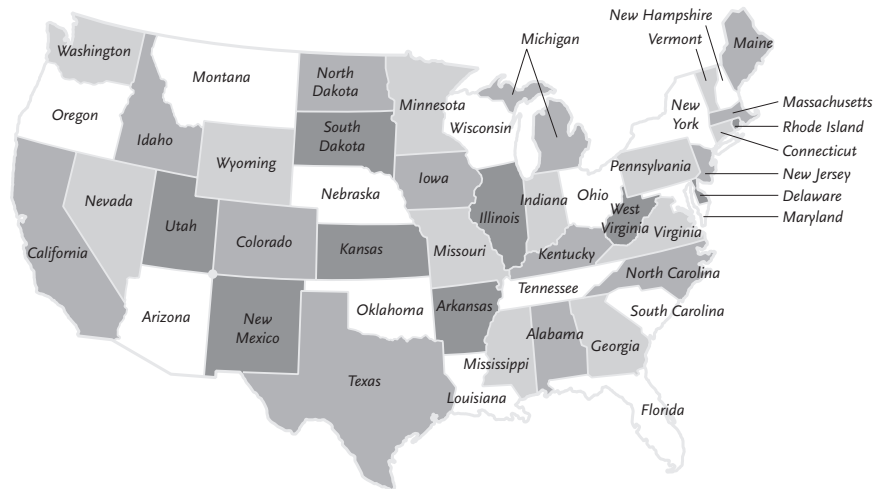 New Hampshire
Vermont
Michigan
Maine
Washington
Montana
North
Dakota
Minnesota
Oregon
Idaho
South
Dakota
Wisconsin
New
York
Massachusetts
Rhode Island
Connecticut
Wyoming
Pennsylvania
New Jersey
Nebraska
Iowa
Nevada
Utah
Illinois
Indiana
Ohio
Delaware
West
Virginia
Maryland
California
Colorado
Kansas
Missouri
Kentucky
Virginia
North Carolina
Tennessee
Arizona
New
Mexico
Oklahoma
Arkansas
South Carolina
Alabama
Georgia
Mississippi
Texas
Louisiana
Florida